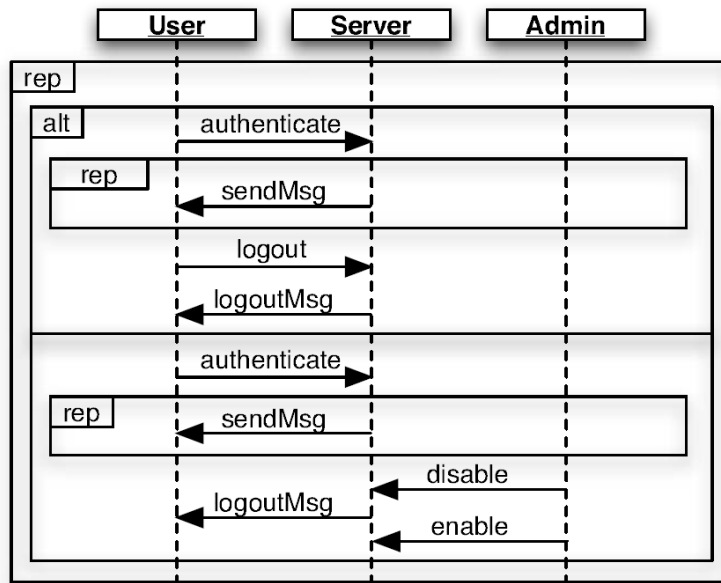 User Server Admin
rep
alt
authenticate
rep
sendMsg
logout
logoutMsg
authenticate
rep
sendMsg
disable
logoutMsg
enable